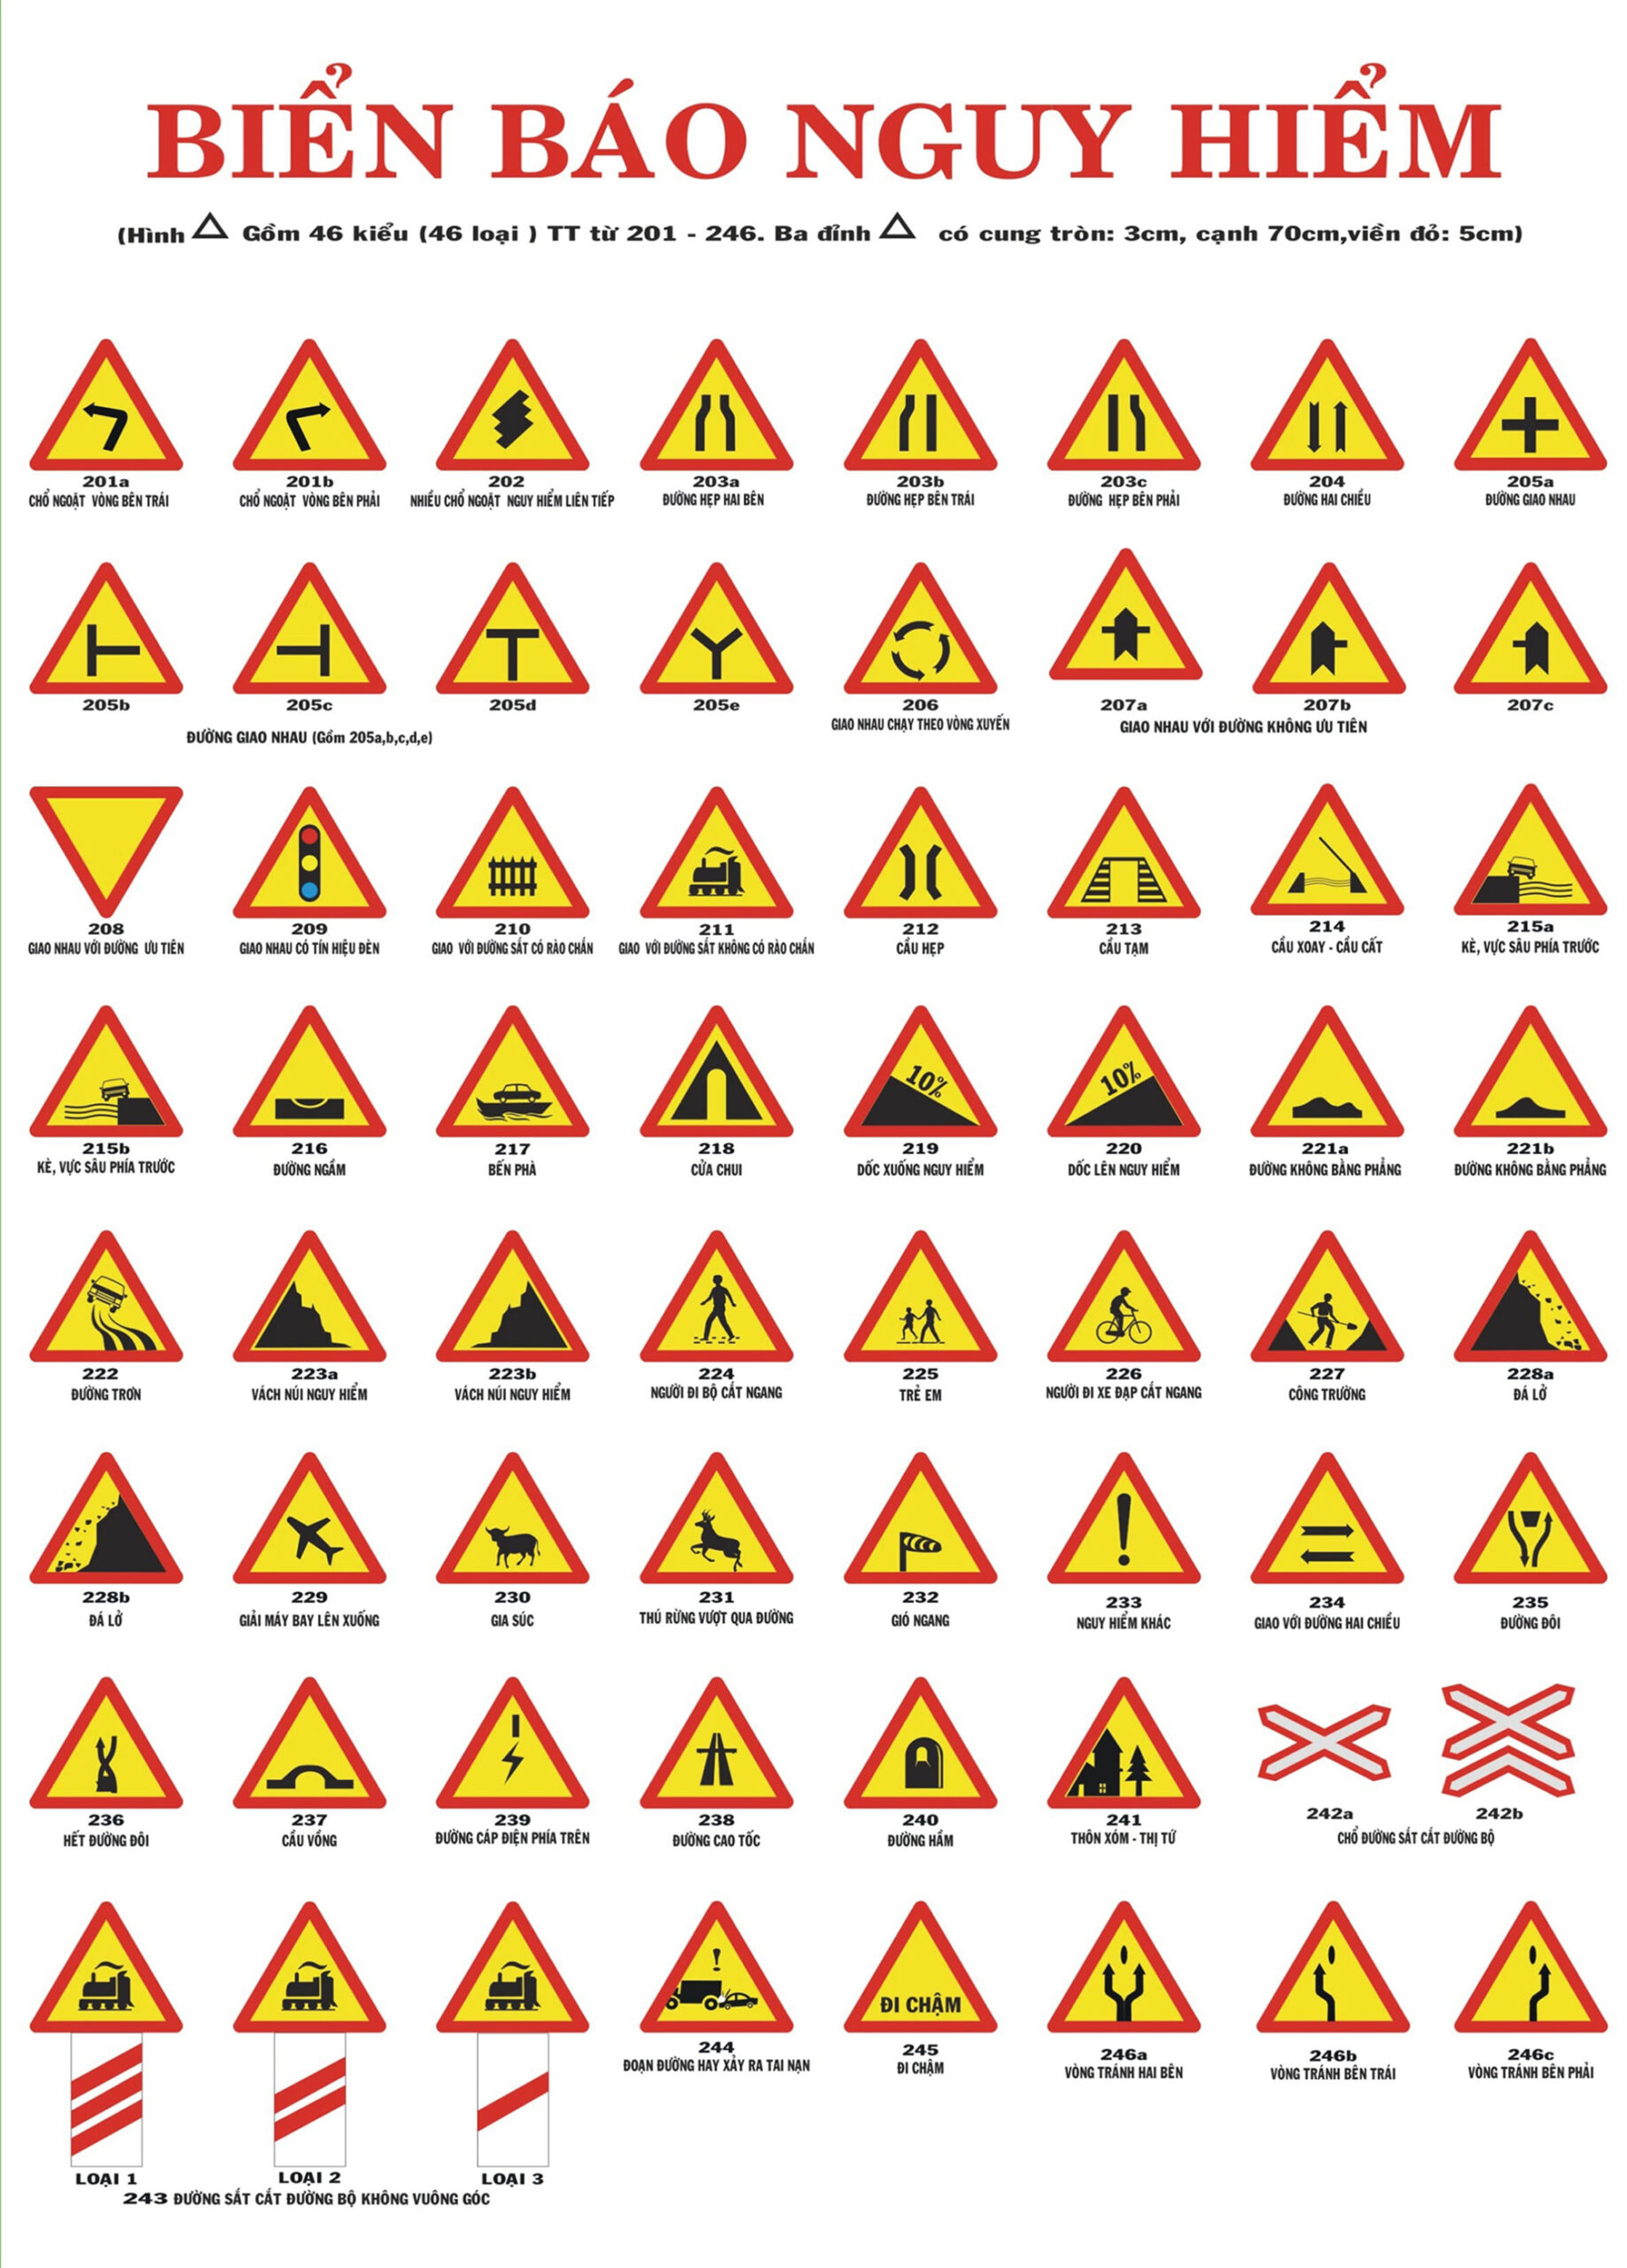 BIỂN BÁO NGUY HIỂM
(Hình Gồm 46 kiểu (46 loại ) TT từ 201 - 246. Ba đỉnh có cung tròn: 3cm, cạnh 70cm,viền đỏ: 5cm)
201a 201b 202 203a 203b 203c 204 205a
CHỔ NGOẶT VÒNG BÊN TRÁI CHỔ NGOẶT VÒNG BÊN PHẢI NHIỀU CHỔ NGOẶT NGUY HIỂM LIÊN TIẾP ĐƯỜNG HẸP HAI BÊN ĐƯỜNG HẸP BÊN TRÁI ĐƯỜNG HẸP BÊN PHẢI ĐƯỜNG HAI CHIỀU ĐƯỜNG GIAO NHAU
205b 205c 205d 205e 206 207a 207b 207c
ĐƯỜNG GIAO NHAU (Gồm 205a,b,c,d,e) GIAO NHAU CHẠY THEO VÒNG XUYẾN GIAO NHAU VỚI ĐƯỜNG KHÔNG ƯU TIÊN
208 209 210 211 212 213 214 215a
GIAO NHAU VỚI ĐƯỜNG ƯU TIÊN GIAO NHAU CÓ TÍN HIỆU ĐÈN GIAO VỚI ĐƯỜNG SẮT CÓ RÀO CHẮN GIAO VỚI ĐƯỜNG SẮT KHÔNG CÓ RÀO CHẮN CẦU HẸP CẦU TẠM CẦU XOAY - CẦU CẤT KÈ, VỰC SÂU PHÍA TRƯỚC
10% 10%
215b 216 217 218 219 220 221a 221b
KÈ, VỰC SÂU PHÍA TRƯỚC ĐƯỜNG NGẦM BẾN PHÀ CỬA CHUI DỐC XUỐNG NGUY HIỂM DỐC LÊN NGUY HIỂM ĐƯỜNG KHÔNG BẰNG PHẲNG ĐƯỜNG KHÔNG BẰNG PHẲNG
222 223a 223b 224 225 226 227 228a
ĐƯỜNG TRƠN VÁCH NÚI NGUY HIỂM VÁCH NÚI NGUY HIỂM NGƯỜI ĐI BỘ CẮT NGANG TRẺ EM NGƯỜI ĐI XE ĐẠP CẮT NGANG CÔNG TRƯỜNG ĐÁ LỞ
228b 229 230 231 232 233 234 235
ĐÁ LỞ GIẢI MÁY BAY LÊN XUỐNG GIA SÚC THÚ RỪNG VƯỢT QUA ĐƯỜNG GIÓ NGANG NGUY HIỂM KHÁC GIAO VỚI ĐƯỜNG HAI CHIỀU ĐƯỜNG ĐÔI
236 237 239 238 240 241 242a 242b
HẾT ĐƯỜNG ĐÔI CẦU VỒNG ĐƯỜNG CÁP ĐIỆN PHÍA TRÊN ĐƯỜNG CAO TỐC ĐƯỜNG HẦM THÔN XÓM - THỊ TỨ CHỔ ĐƯỜNG SẮT CẮT ĐƯỜNG BỘ
ĐI CHẬM
244 245 246a 246b 246c
ĐOẠN ĐƯỜNG HAY XẢY RA TAI NẠN ĐI CHẬM VÒNG TRÁNH HAI BÊN VÒNG TRÁNH BÊN TRÁI VÒNG TRÁNH BÊN PHẢI
LOẠI 1 LOẠI 2 LOẠI 3
243 ĐƯỜNG SẮT CẮT ĐƯỜNG BỘ KHÔNG VUÔNG GÓC